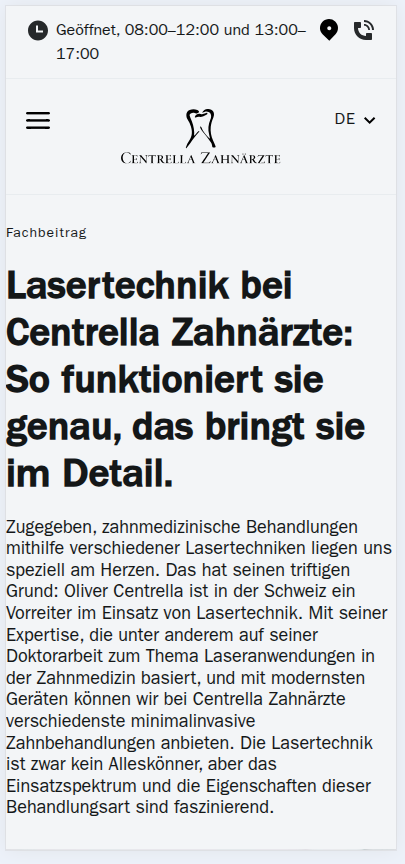 Geöffnet, 08:00–12:00 und 13:00–
17:00
DE
Centrella Zahnärzte
Fachbeitrag
Lasertechnik bei
Centrella Zahnärzte:
So funktioniert sie
genau, das bringt sie
im Detail.
Zugegeben, zahnmedizinische Behandlungen
mithilfe verschiedener Lasertechniken liegen uns
speziell am Herzen. Das hat seinen triftigen
Grund: Oliver Centrella ist in der Schweiz ein
Vorreiter im Einsatz von Lasertechnik. Mit seiner
Expertise, die unter anderem auf seiner
Doktorarbeit zum Thema Laseranwendungen in
der Zahnmedizin basiert, und mit modernsten
Geräten können wir bei Centrella Zahnärzte
verschiedenste minimalinvasive
Zahnbehandlungen anbieten. Die Lasertechnik
ist zwar kein Alleskönner, aber das
Einsatzspektrum und die Eigenschaften dieser
Behandlungsart sind faszinierend.